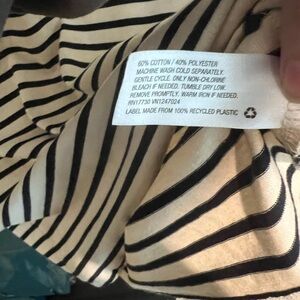 60% COTTON / 40% POLYESTER
MACHINE WASH COLD SEPARATELY.
GENTLE CYCLE. ONLY NON-CHLORINE
BLEACH IF NEEDED. TUMBLE DRY LOW.
REMOVE PROMPTLY. WARM IRON IF NEEDED.
RN17730 VN1247024
LABEL MADE FROM 100% RECYCLED PLASTIC